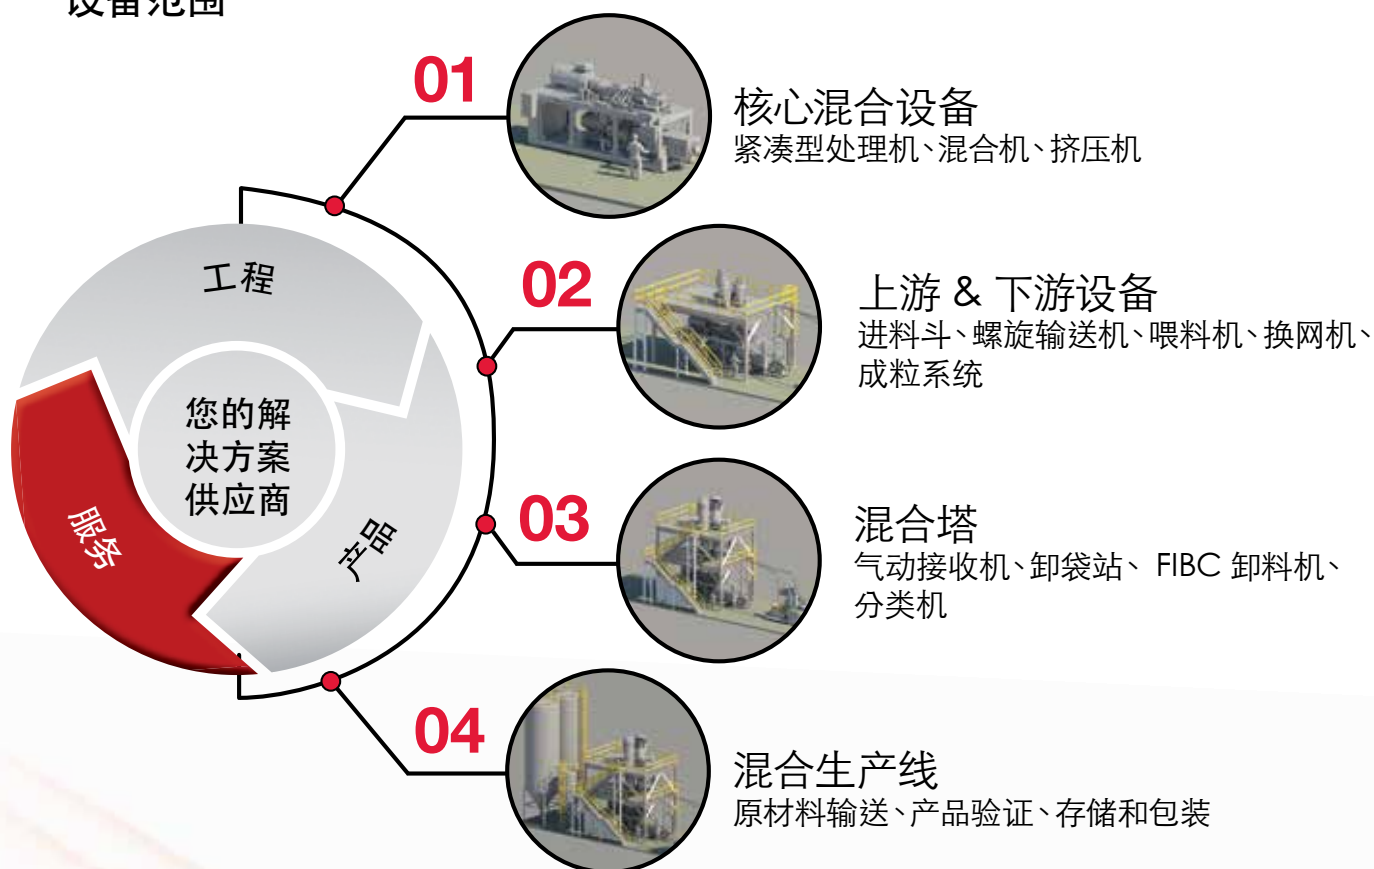 设备范围
01
核心混合设备
紧凑型处理机、混合机、挤压机
02
上游 & 下游设备
进料斗、螺旋输送机、喂料机、换网机、
成粒系统
03
混合塔
气动接收机、卸袋站、 FIBC 卸料机、
分类机
04
混合生产线
原材料输送、产品验证、存储和包装
工程
产品
服务
您的解
决方案
供应商